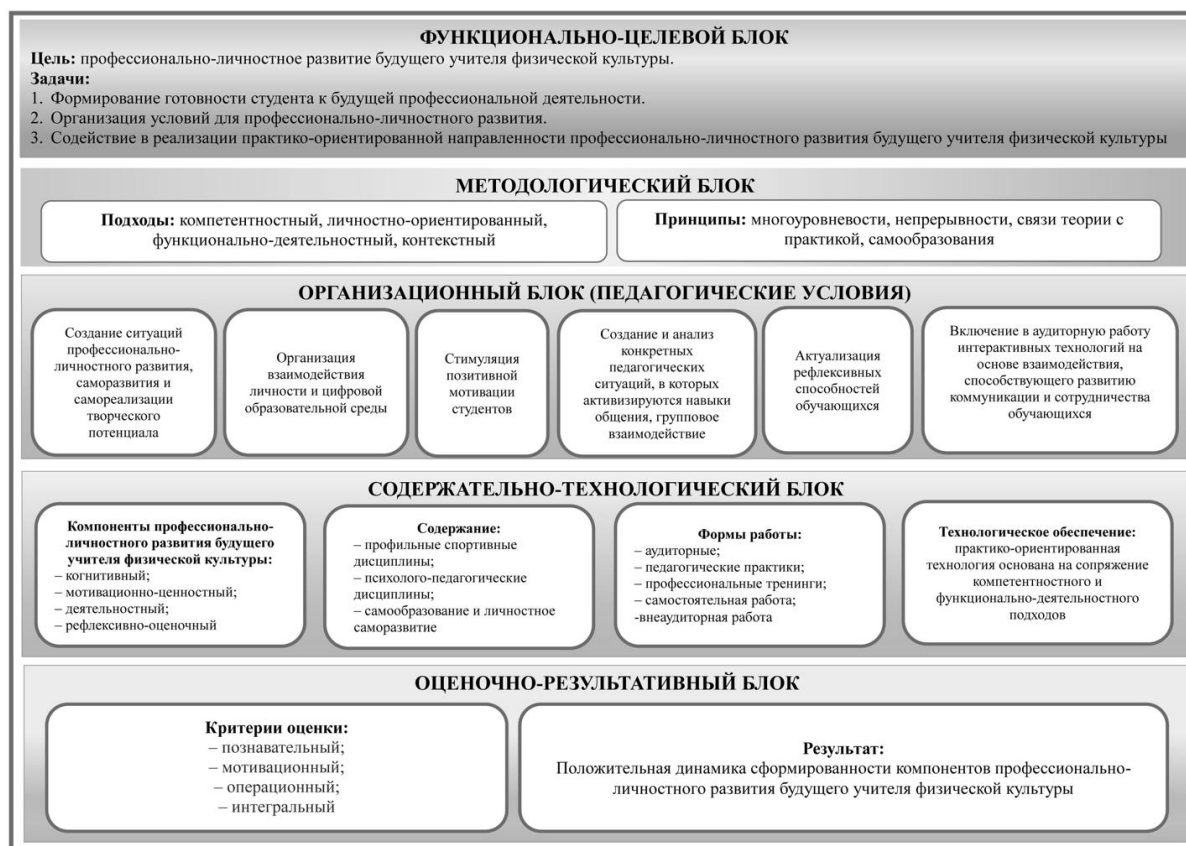 ФУНКЦИОНАЛЬНО-ЦЕЛЕВОЙ БЛОК
Цель: профессионально-личностное развитие будущего учителя физической культуры.
Задачи:
1. Формирование готовности студента к будущей профессиональной деятельности.
2. Организация условий для профессионально-личностного развития.
3. Содействие в реализации практико-ориентированной направленности профессионально-личностного развития будущего учителя физической культуры
МЕТОДОЛОГИЧЕСКИЙ БЛОК
Подходы: компетентностный, личностно-ориентированный,
функционально-деятельностный, контекстный
Принципы: многоуровневости, непрерывности, связи теории с
практикой, самообразования
ОРГАНИЗАЦИОННЫЙ БЛОК (ПЕДАГОГИЧЕСКИЕ УСЛОВИЯ)
Создание ситуаций
профессионально-
личностного развития,
саморазвития и
самореализации
творческого
потенциала
Организация
взаимодействия
личности и цифровой
образовательной среды
Стимуляция
позитивной
мотивации
студентов
Создание и анализ
конкретных
педагогических
ситуаций, в которых
активизируются навыки
общения, групповое
взаимодействие
Актуализация
рефлексивных
способностей
обучающихся
Включение в аудиторную работу
интерактивных технологий на
основе взаимодействия,
способствующего развитию
коммуникации и сотрудничества
обучающихся
СОДЕРЖАТЕЛЬНО-ТЕХНОЛОГИЧЕСКИЙ БЛОК
Компоненты профессионально-
личностного развития будущего
учителя физической культуры:
– когнитивный;
– мотивационно-ценностный;
– деятельностный;
– рефлексивно-оценочный
Содержание:
– профильные спортивные
дисциплины;
– психолого-педагогические
дисциплины;
– самообразование и личностное
саморазвитие
Формы работы:
– аудиторные;
– педагогические практики;
– профессиональные тренинги;
– самостоятельная работа;
-внеаудиторная работа
Технологическое обеспечение:
практико-ориентированная
технология основана на сопряжение
компетентностного и
функционально-деятельностного
подходов
ОЦЕНОЧНО-РЕЗУЛЬТАТИВНЫЙ БЛОК
Критерии оценки:
– познавательный;
– мотивационный;
– операционный;
– интегральный
Результат:
Положительная динамика сформированности компонентов профессионально-
личностного развития будущего учителя физической культуры